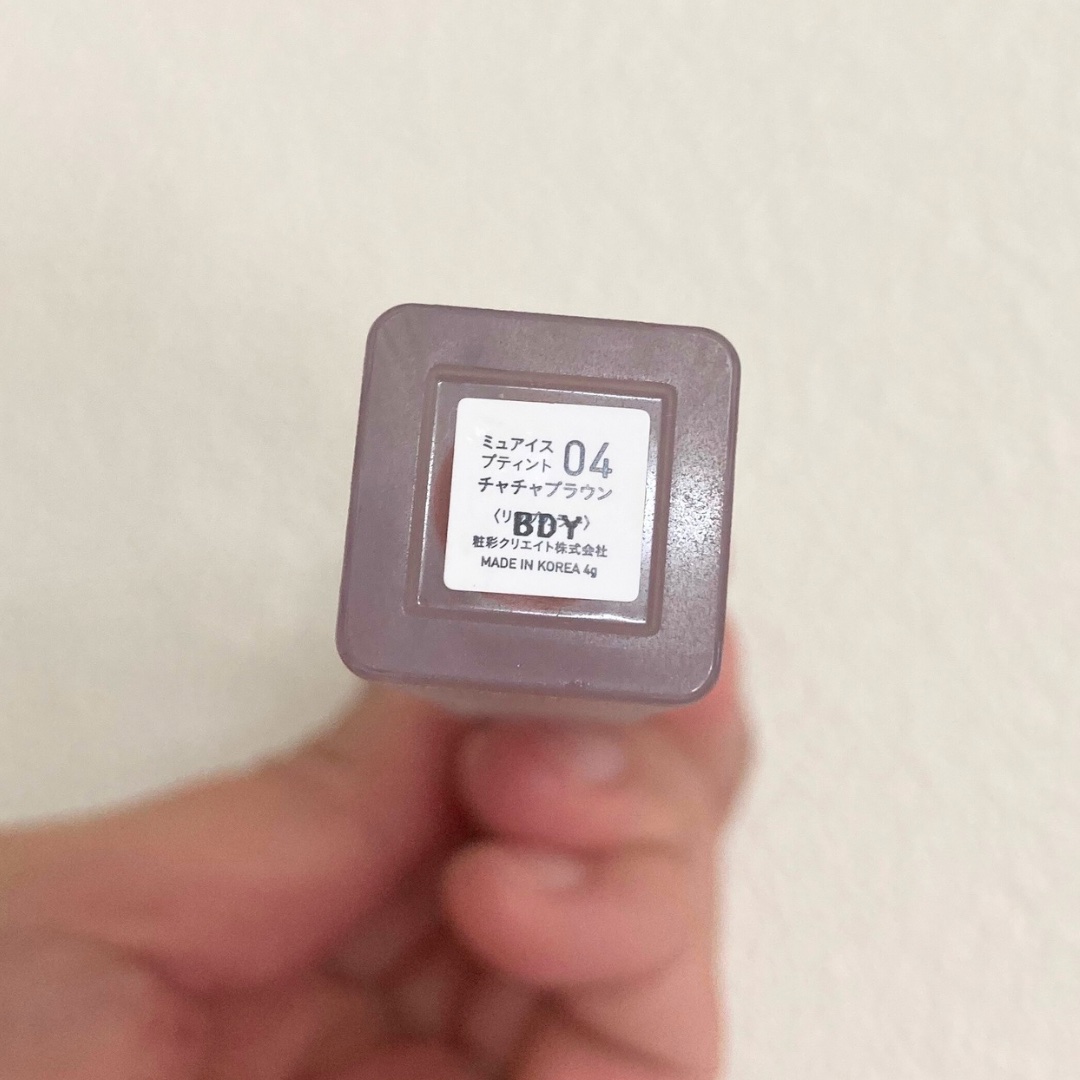 ミュアイス
プティント 04
チャチャブラウン
BDY
粧彩クリエイト株式会社
MADE IN KOREA 4g